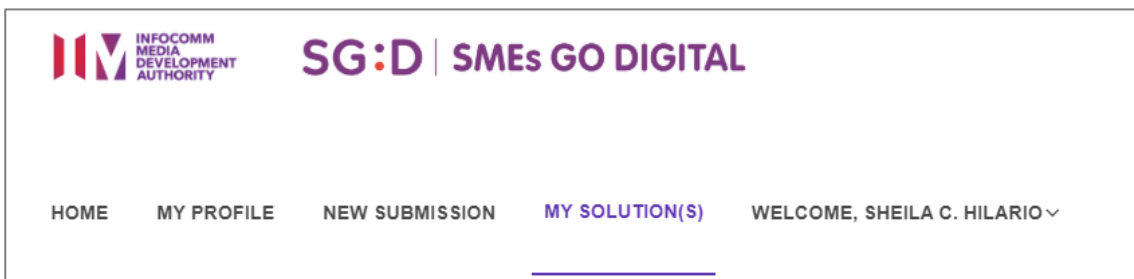 INFOCOMM
MEDIA
DEVELOPMENT
AUTHORITY
SG:D | SMEs GO DIGITAL
HOME MY PROFILE NEW SUBMISSION MY SOLUTION(S) WELCOME, SHEILA C. HILARIO